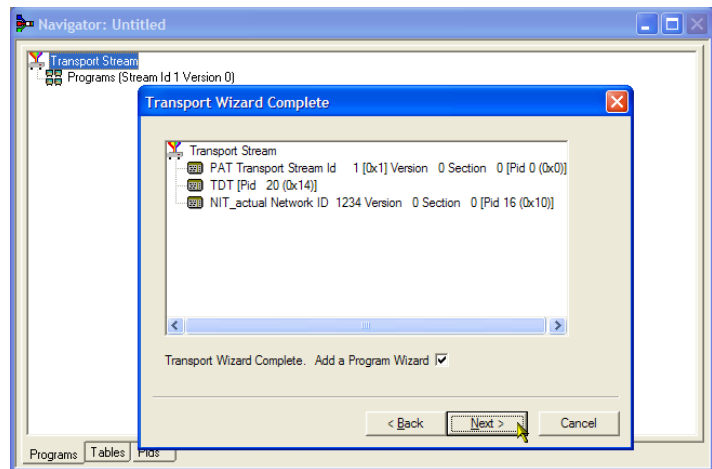 Navigator: Untitled
Transport Stream
Programs (Stream Id 1 Version 0)
Transport Wizard Complete
Transport Stream
PAT Transport Stream Id 1 [0x1] Version 0 Section 0 [Pid 0 (0x0)]
TDT [Pid 20 (0x14)]
NIT_actual Network ID 1234 Version 0 Section 0 [Pid 16 (0x10)]
Transport Wizard Complete. Add a Program Wizard
< Back Next > Cancel
Programs Tables Pids